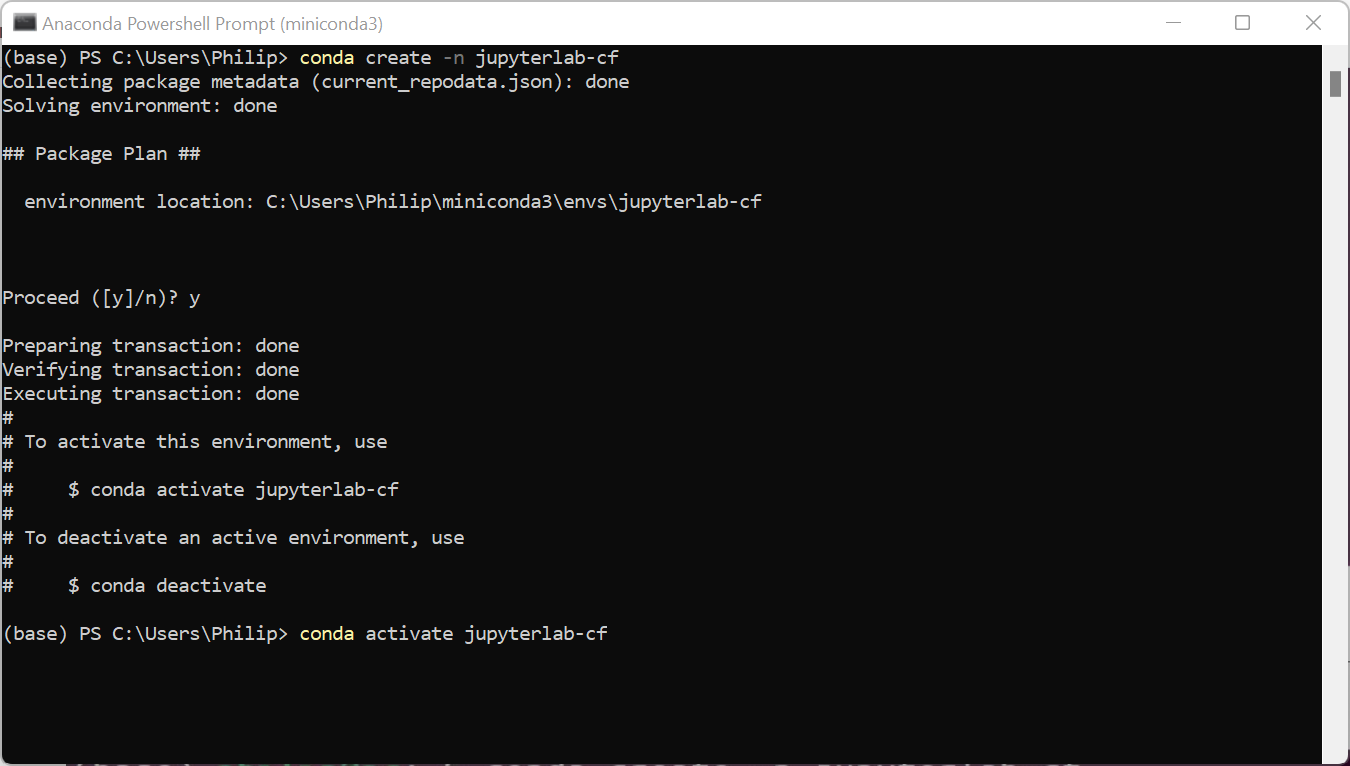 Anaconda Powershell Prompt (miniconda3)
(base) PS C:\Users\Philip> conda create -n jupyterlab-cf
Collecting package metadata (current_repodata.json): done
Solving environment: done
## Package Plan ##
environment location: C:\Users\Philip\miniconda3\envs\jupyterlab-cf
Proceed ([y]/n)? y
Preparing transaction: done
Verifying transaction: done
Executing transaction: done
#
# To activate this environment, use
#
#     $ conda activate jupyterlab-cf
#
# To deactivate an active environment, use
#
#     $ conda deactivate
(base) PS C:\Users\Philip> conda activate jupyterlab-cf